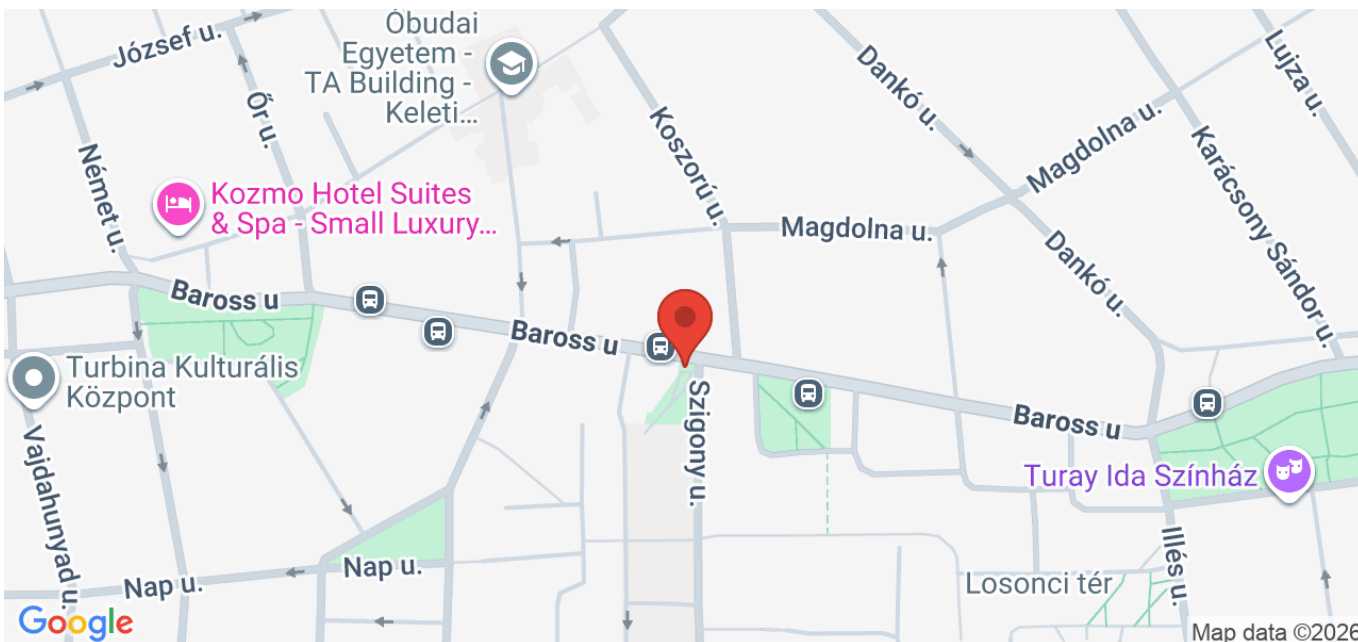 József u.
Óbudai
Egyetem -
TA Building -
Keleti...
Őr u.
Német u.
Dankó u.
Lujza u.
Koszorú u.
Magdolna u.
Karácsony Sándor u.
Kozmo Hotel Suites
& Spa - Small Luxury...
Magdolna u.
Dankó u.
Baross u
Baross u
Turbina Kulturális
Központ
Szigony u.
Baross u
Vajdahunyad u.
Turay Ida Színház
Illés u.
Nap u.
Nap u.
Losonci tér
Google
Map data ©2026